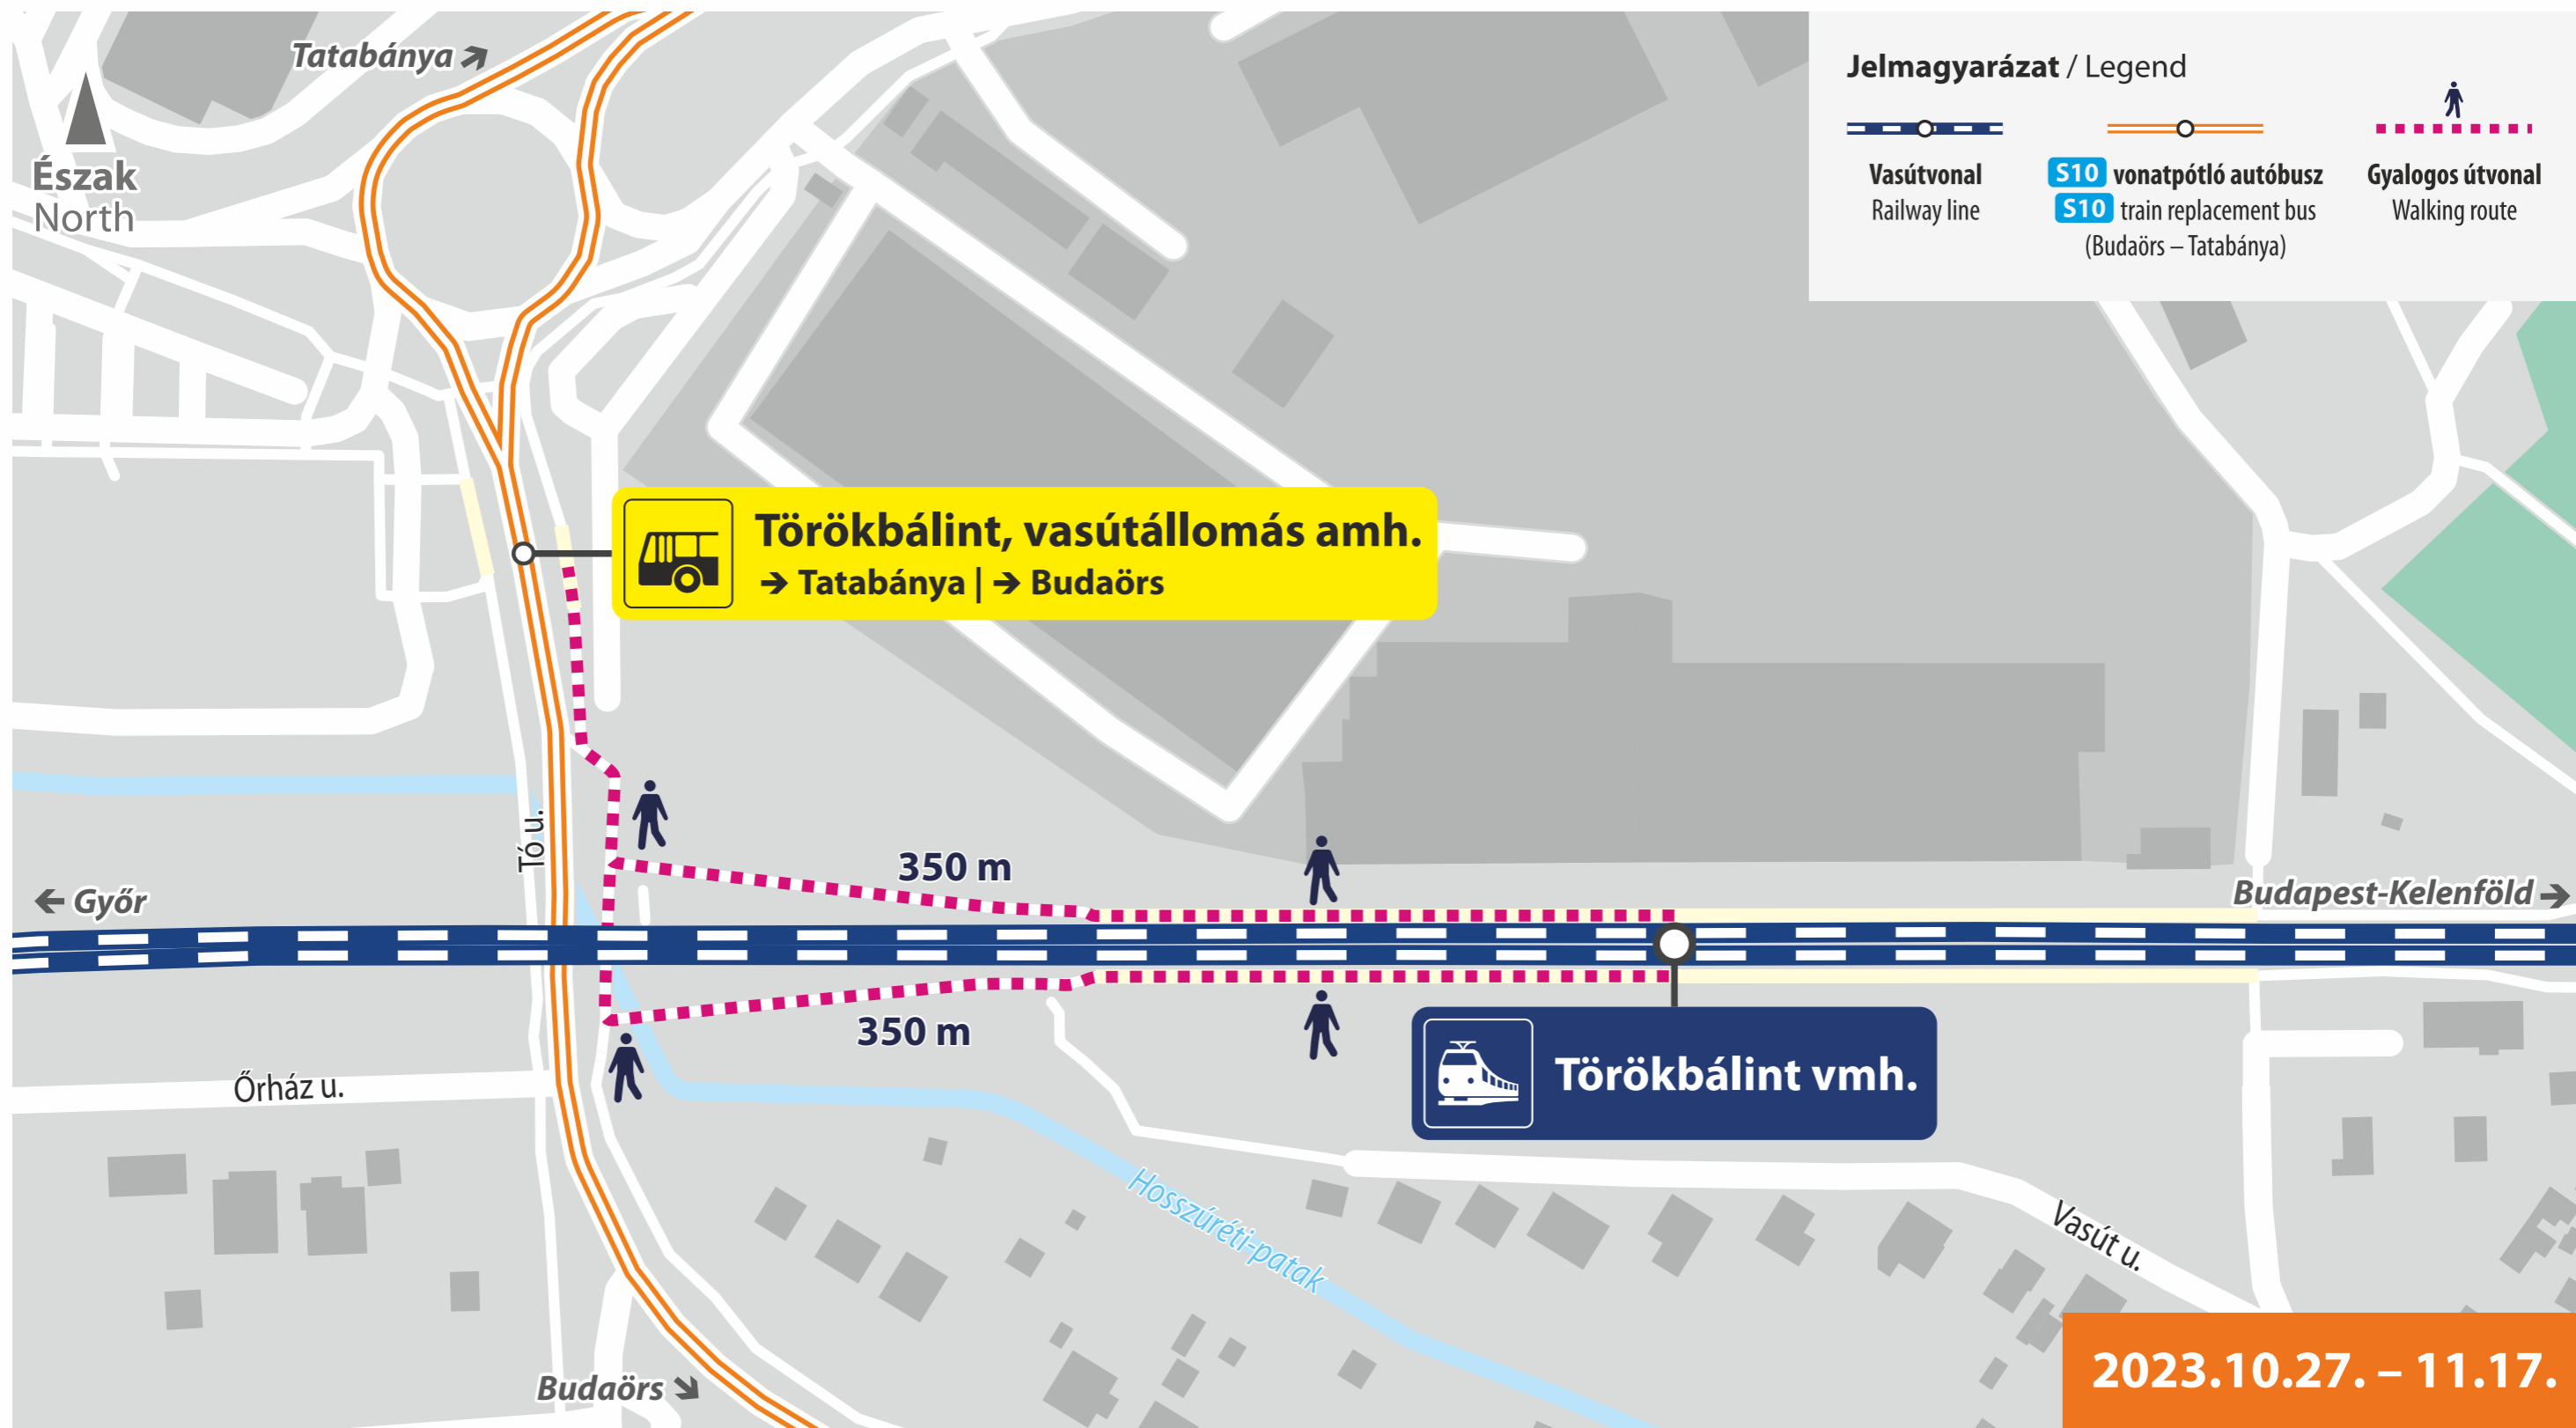 Tatabánya
Észak
North
Jelmagyarázat / Legend
Vasútvonal
Railway line
S10 vonatpótló autóbusz
S10 train replacement bus
(Budaörs – Tatabánya)
Gyalogos útvonal
Walking route
Törökbálint, vasútállomás amh.
→ Tatabánya | → Budaörs
Tó u.
350 m
← Győr
Budapest-Kelenföld →
350 m
Törökbálint vmh.
Őrház u.
Hosszúréti-patak
Vasút u.
Budaörs
2023.10.27. – 11.17.